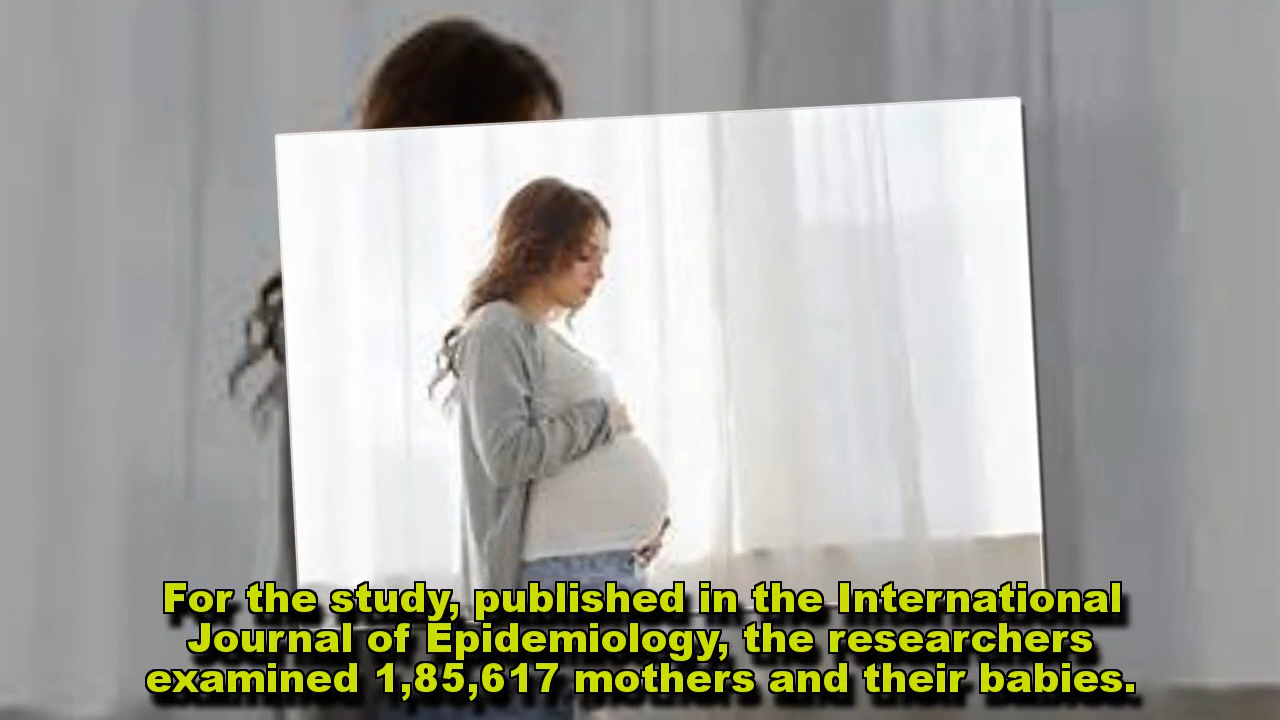 For the study, published in the International
Journal of Epidemiology, the researchers
examined 1,85,617 mothers and their babies.